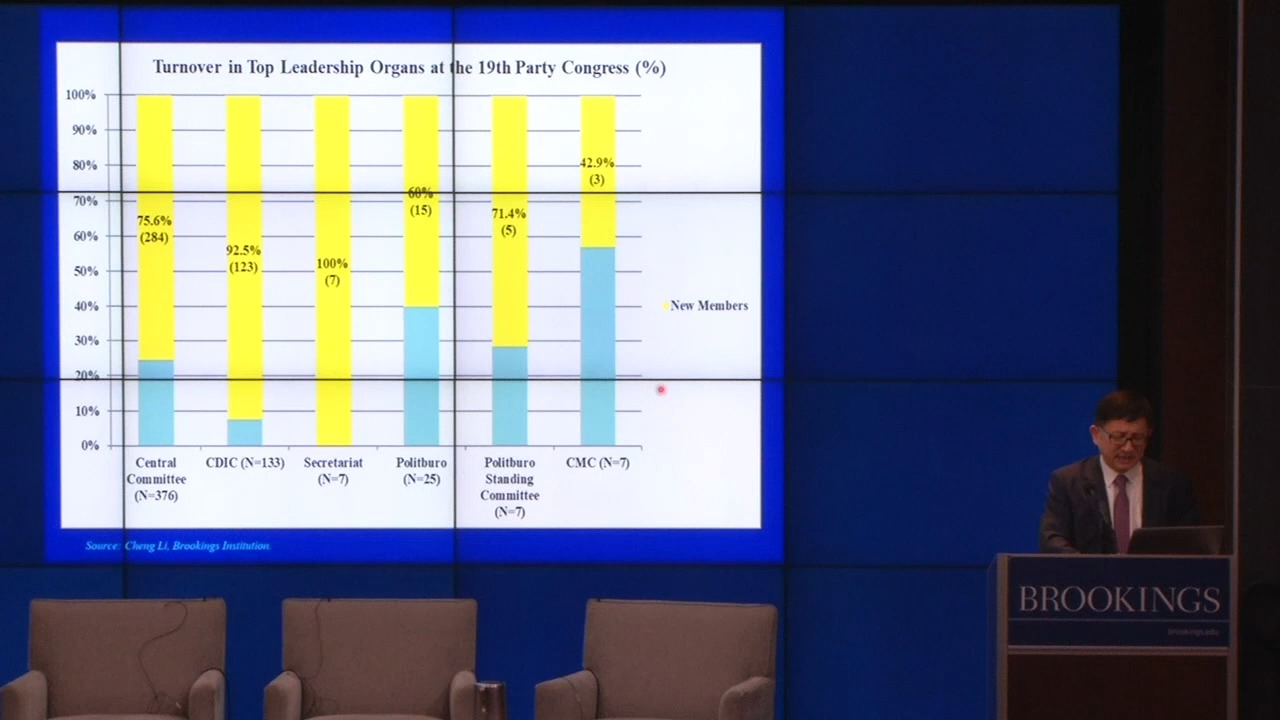 Turnover in Top Leadership Organs at the 19th Party Congress (%)
100%
90%
80%
70%
60%
50%
40%
30%
20%
10%
0%
75.6%
(284)
92.5%
(123)
100%
(7)
60%
(15)
71.4%
(5)
42.9%
(3)
New Members
Central
Committee
(N=376)
CDIC (N=133)
Secretariat
(N=7)
Politburo
(N=25)
Politburo
Standing
Committee
(N=7)
CMC (N=7)
Source: Cheng Li, Brookings Institution.
BROOKINGS
brookings.edu